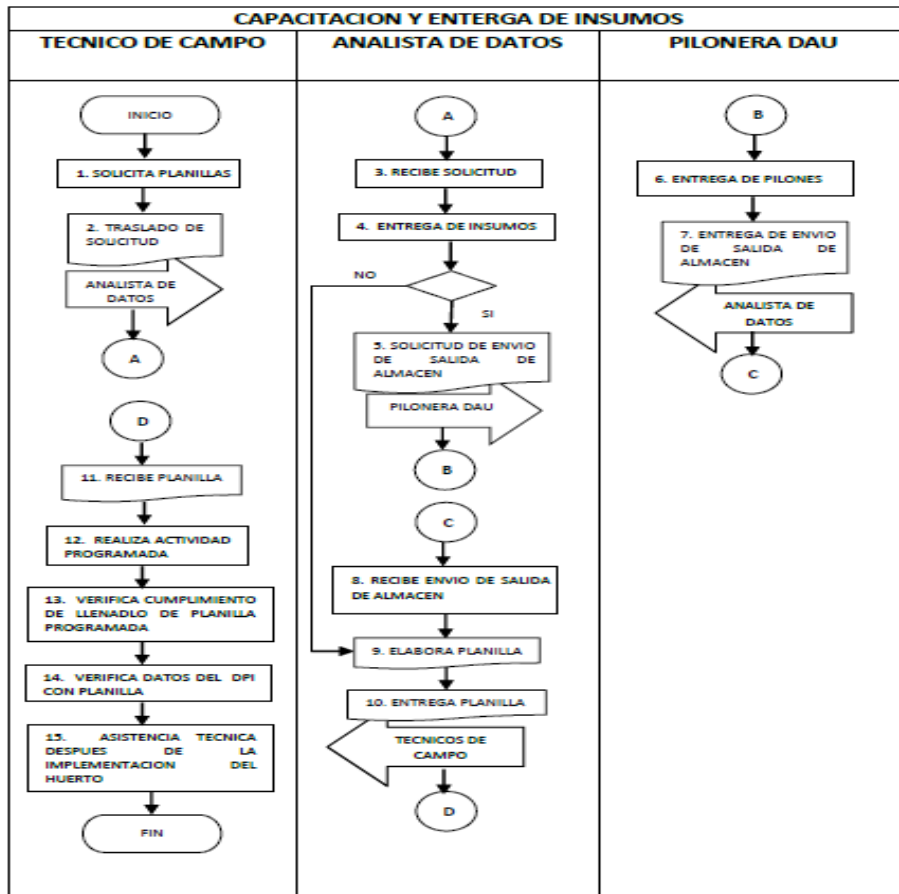 CAPACITACION Y ENTERGA DE INSUMOS
TECNICO DE CAMPO
INICIO
1. SOLICITA PLANILLAS
2. TRASLADO DE
SOLICITUD
ANALISTA DE
DATOS
A
D
11. RECIBE PLANILLA
12. REALIZA ACTIVIDAD
PROGRAMADA
13. VERIFICA CUMPLIMIENTO
DE LLENADLO DE PLANILLA
PROGRAMADA
14. VERIFICA DATOS DEL DPI
CON PLANILLA
15. ASISTENCIA TECNICA
DESPUES DE LA
IMPLEMENTACION DEL
HUERTO
FIN
ANALISTA DE DATOS
A
3. RECIBE SOLICITUD
4. ENTREGA DE INSUMOS
NO
SI
5. SOLICITUD DE ENVIO
DE SALIDA DE
ALMACEN
PILONERA DAU
B
C
8. RECIBE ENVIO DE SALIDA
DE ALMACEN
9. ELABORA PLANILLA
10. ENTREGA PLANILLA
TECNICOS DE
CAMPO
D
PILONERA DAU
B
6. ENTREGA DE PILONES
7. ENTREGA DE ENVIO
DE SALIDA DE
ALMACEN
ANALISTA DE
DATOS
C